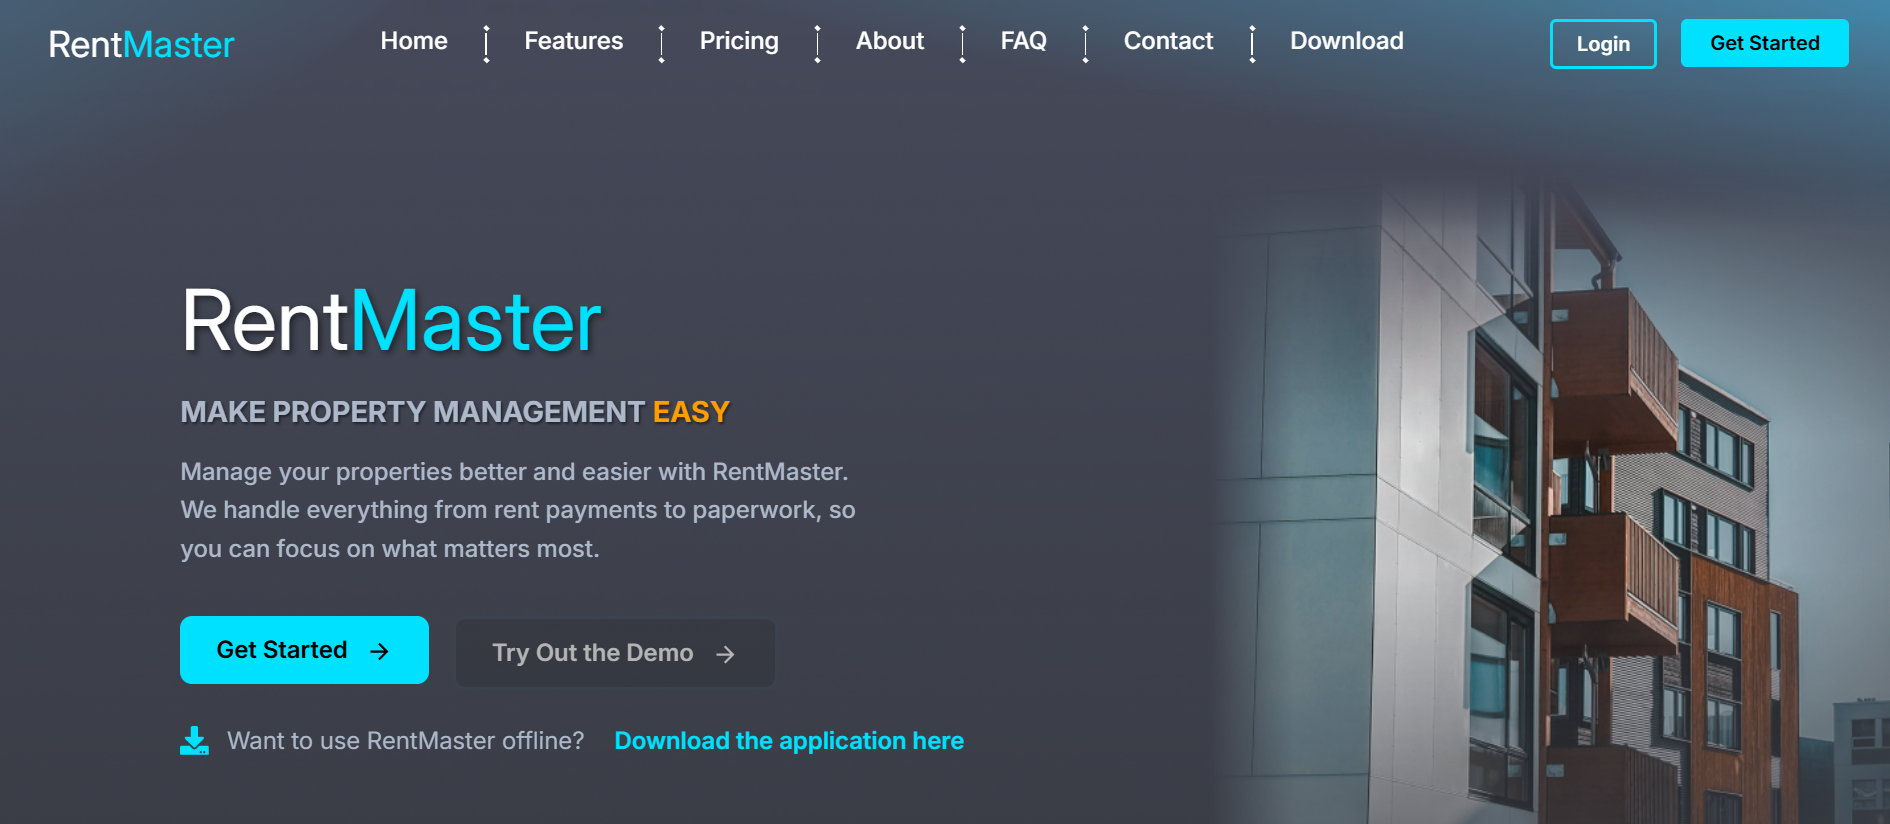 RentMaster
Home
Features
Pricing
About
FAQ
Contact
Download
Login
Get Started
RentMaster
MAKE PROPERTY MANAGEMENT EASY
Manage your properties better and easier with RentMaster.
We handle everything from rent payments to paperwork, so
you can focus on what matters most.
Get Started →
Try Out the Demo →
Want to use RentMaster offline? Download the application here